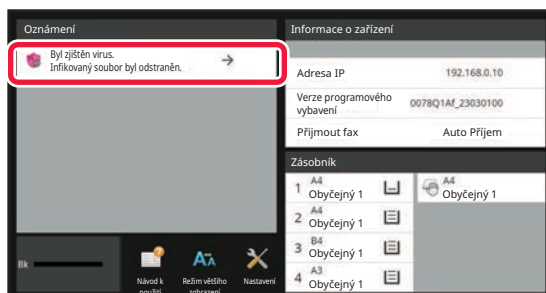 Oznámení
Byl zjištěn virus.
Infikovaný soubor byl odstraněn.
Informace o zařízení
Adresa IP 192.168.0.10
Verze programového
vybavení 0078Q1Af_23030100
Přijmout fax Auto Příjem
Zásobník
1 A4
Obyčejný 1
A4
Obyčejný 1
2 A4
Obyčejný 1
3 B4
Obyčejný 1
4 A3
Obyčejný 1
Bk
Návod k
použití
Režim většího
zobrazení
Nastavení